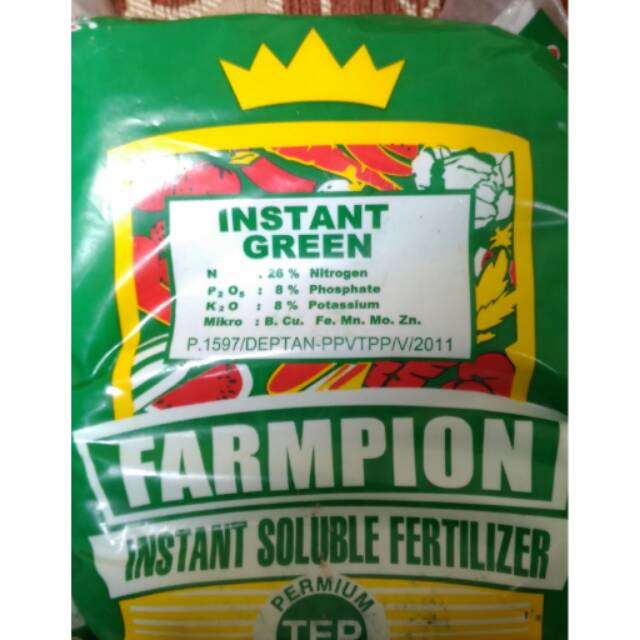 INSTANT
GREEN
N : 26 % Nitrogen
P₂O₅ : 8 % Phosphate
K₂O : 8 % Potassium
Mikro : B. Cu. Fe. Mn. Mo. Zn.
P.1597/DEPTAN-PPVTPP/V/2011
FARMPION
INSTANT SOLUBLE FERTILIZER
PERMIUM